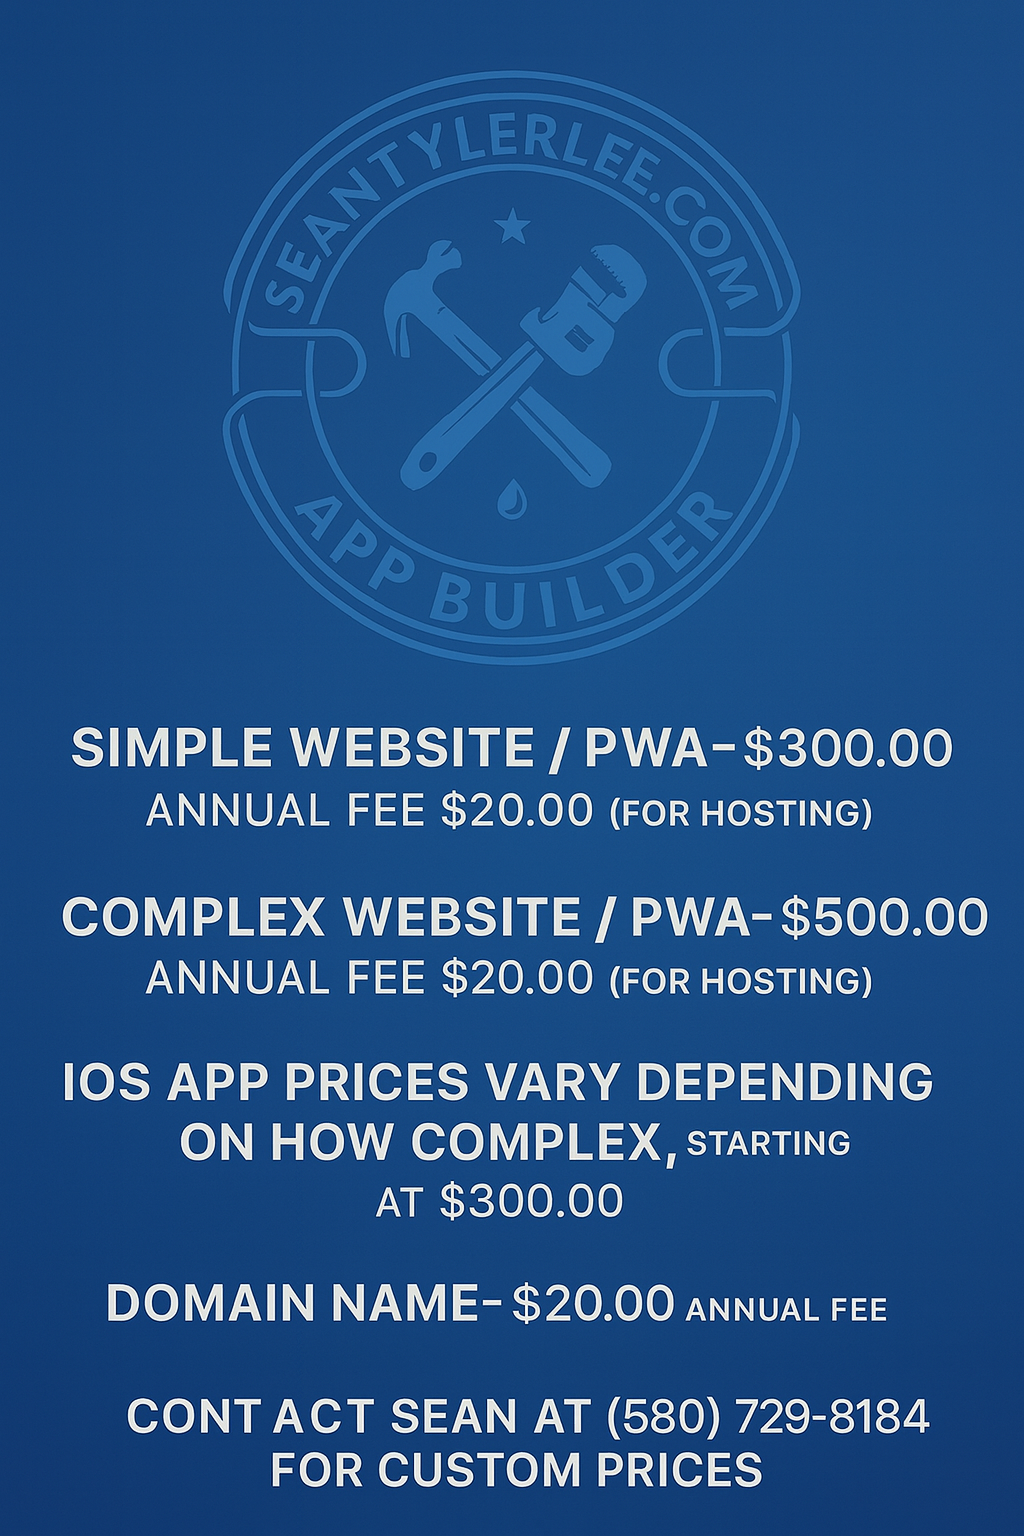 SEANTYLERLEE.COM
APP BUILDER
SIMPLE WEBSITE / PWA–$300.00
ANNUAL FEE $20.00 (FOR HOSTING)
COMPLEX WEBSITE / PWA–$500.00
ANNUAL FEE $20.00 (FOR HOSTING)
IOS APP PRICES VARY DEPENDING
ON HOW COMPLEX, STARTING
AT $300.00
DOMAIN NAME–$20.00 ANNUAL FEE
CONTACT SEAN AT (580) 729-8184
FOR CUSTOM PRICES